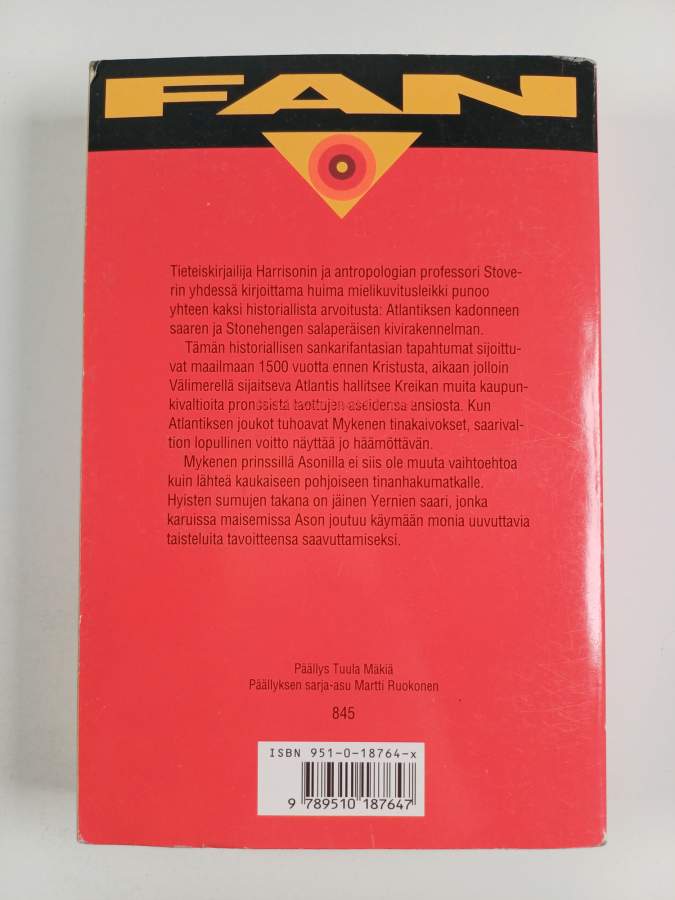 FAN
Tieteiskirjailija Harrisonin ja antropologian professori Stove-
rin yhdessä kirjoittama huima mielikuvitusleikki punoo
yhteen kaksi historiallista arvoitusta: Atlantiksen kadonneen
saaren ja Stonehengen salaperäisen kivirakennelman.
Tämän historiallisen sankarifantasian tapahtumat sijoittu-
vat maailmaan 1500 vuotta ennen Kristusta, aikaan jolloin
Välimerellä sijaitseva Atlantis hallitsee Kreikan muita kaupun-
kivaltioita pronssista taottujen aseidensa ansiosta. Kun
Atlantiksen joukot tuhoavat Mykenen tinakaivokset, saarival-
tion lopullinen voitto näyttää jo häämöttävän.
Mykenen prinssillä Asonilla ei siis ole muuta vaihtoehtoa
kuin lähteä kaukaiseen pohjoiseen tinanhakumatkalle.
Hyisten sumujen takana on jäinen Yernien saari, jonka
karuissa maisemissa Ason joutuu käymään monia uuvuttavia
taisteluita tavoitteensa saavuttamiseksi.
Päällys Tuula Mäkiä
Päällyksen sarja-asu Martti Ruokonen
845
ISBN 951-0-18764-x
9 789510 187647